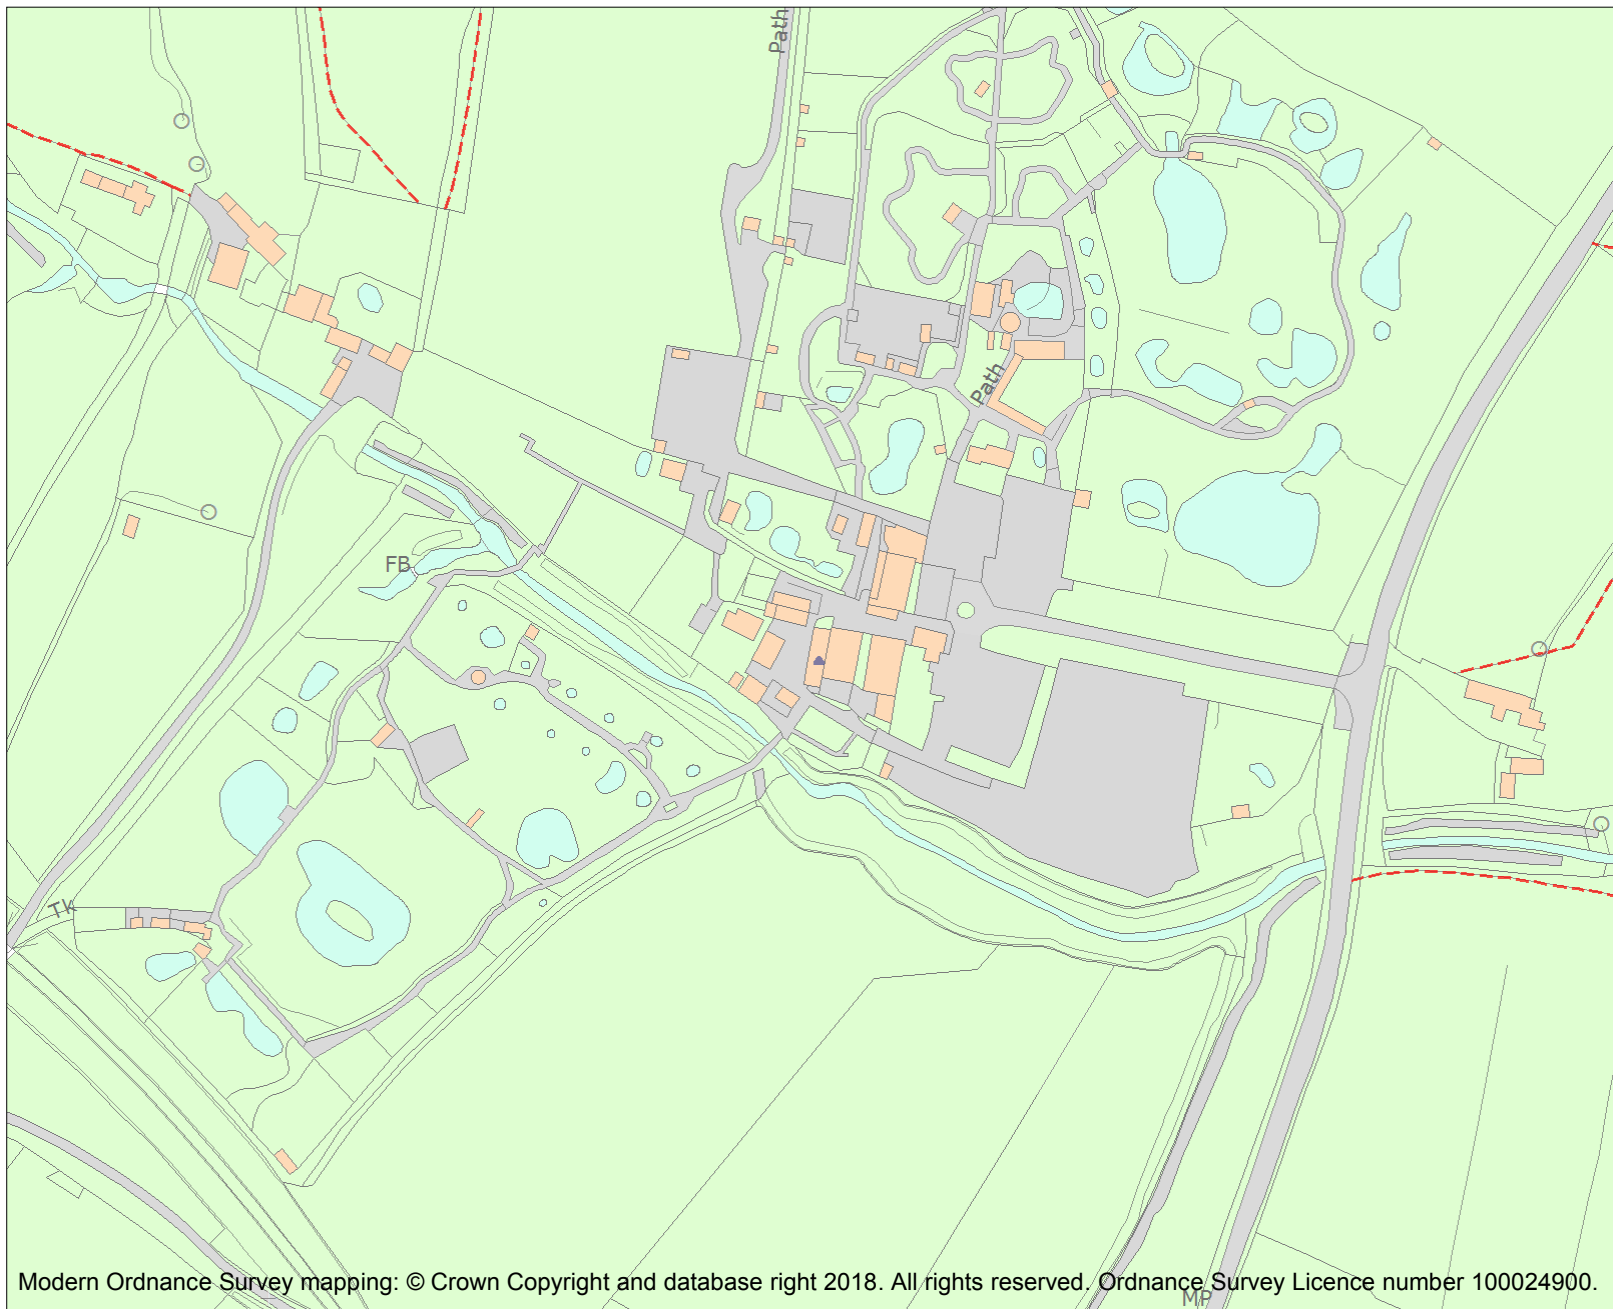 Path
Path
FB
Tk
Modern Ordnance Survey mapping: © Crown Copyright and database right 2018. All rights reserved. Ordnance Survey Licence number 100024900.
MP